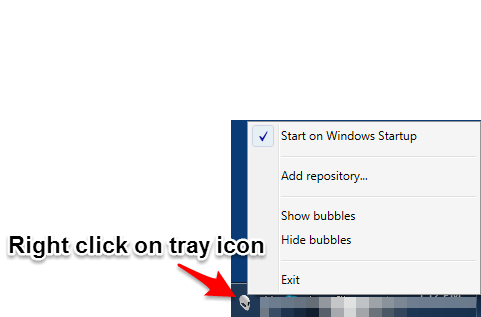 Start on Windows Startup
Add repository...
Show bubbles
Hide bubbles
Right click on tray icon
Exit